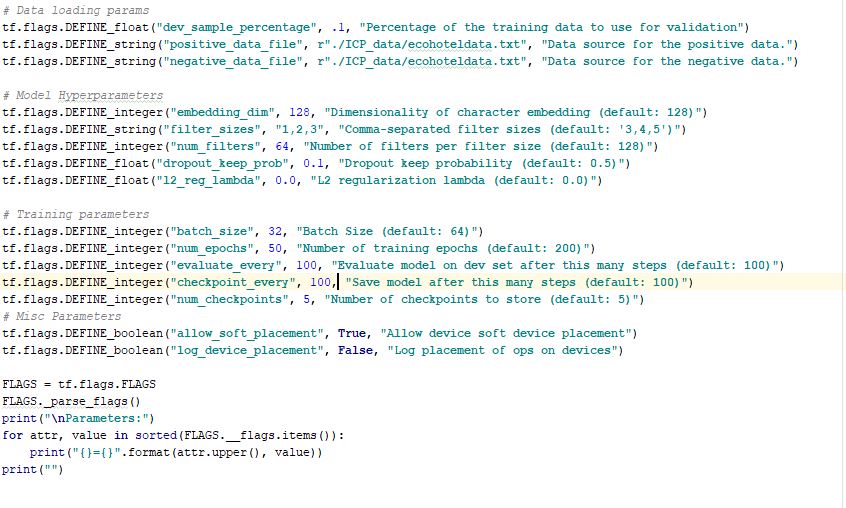 # Data loading params
tf.flags.DEFINE_float("dev_sample_percentage", .1, "Percentage of the training data to use for validation")
tf.flags.DEFINE_string("positive_data_file", r"./ICP_data/ecohoteldata.txt", "Data source for the positive data.")
tf.flags.DEFINE_string("negative_data_file", r"./ICP_data/ecohoteldata.txt", "Data source for the negative data.")

# Model Hyperparameters
tf.flags.DEFINE_integer("embedding_dim", 128, "Dimensionality of character embedding (default: 128)")
tf.flags.DEFINE_string("filter_sizes", "1,2,3", "Comma-separated filter sizes (default: '3,4,5')")
tf.flags.DEFINE_integer("num_filters", 64, "Number of filters per filter size (default: 128)")
tf.flags.DEFINE_float("dropout_keep_prob", 0.1, "Dropout keep probability (default: 0.5)")
tf.flags.DEFINE_float("l2_reg_lambda", 0.0, "L2 regularization lambda (default: 0.0)")

# Training parameters
tf.flags.DEFINE_integer("batch_size", 32, "Batch Size (default: 64)")
tf.flags.DEFINE_integer("num_epochs", 50, "Number of training epochs (default: 200)")
tf.flags.DEFINE_integer("evaluate_every", 100, "Evaluate model on dev set after this many steps (default: 100)")
tf.flags.DEFINE_integer("checkpoint_every", 100, "Save model after this many steps (default: 100)")
tf.flags.DEFINE_integer("num_checkpoints", 5, "Number of checkpoints to store (default: 5)")
# Misc Parameters
tf.flags.DEFINE_boolean("allow_soft_placement", True, "Allow device soft device placement")
tf.flags.DEFINE_boolean("log_device_placement", False, "Log placement of ops on devices")

FLAGS = tf.flags.FLAGS
FLAGS._parse_flags()
print("\nParameters:")
for attr, value in sorted(FLAGS.__flags.items()):
    print("{}={}".format(attr.upper(), value))
print("")